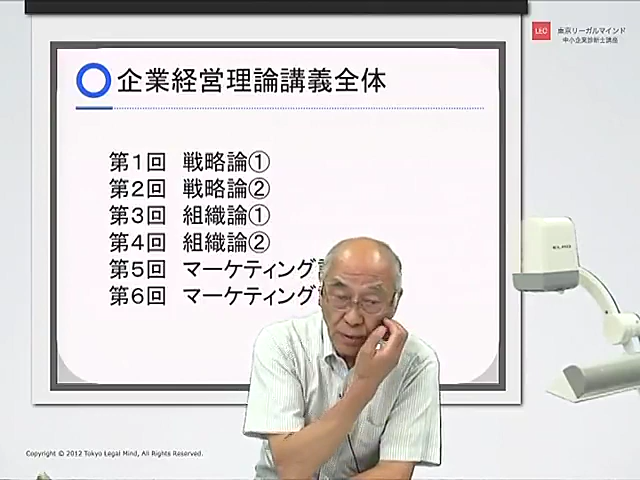 LEC 東京リーガルマインド
中小企業診断士講座
企業経営理論講義全体
第1回 戦略論①
第2回 戦略論②
第3回 組織論①
第4回 組織論②
第5回 マーケティング
第6回 マーケティング
ELMO
Copyright © 2012 Tokyo Legal Mind, All Rights Reserved.